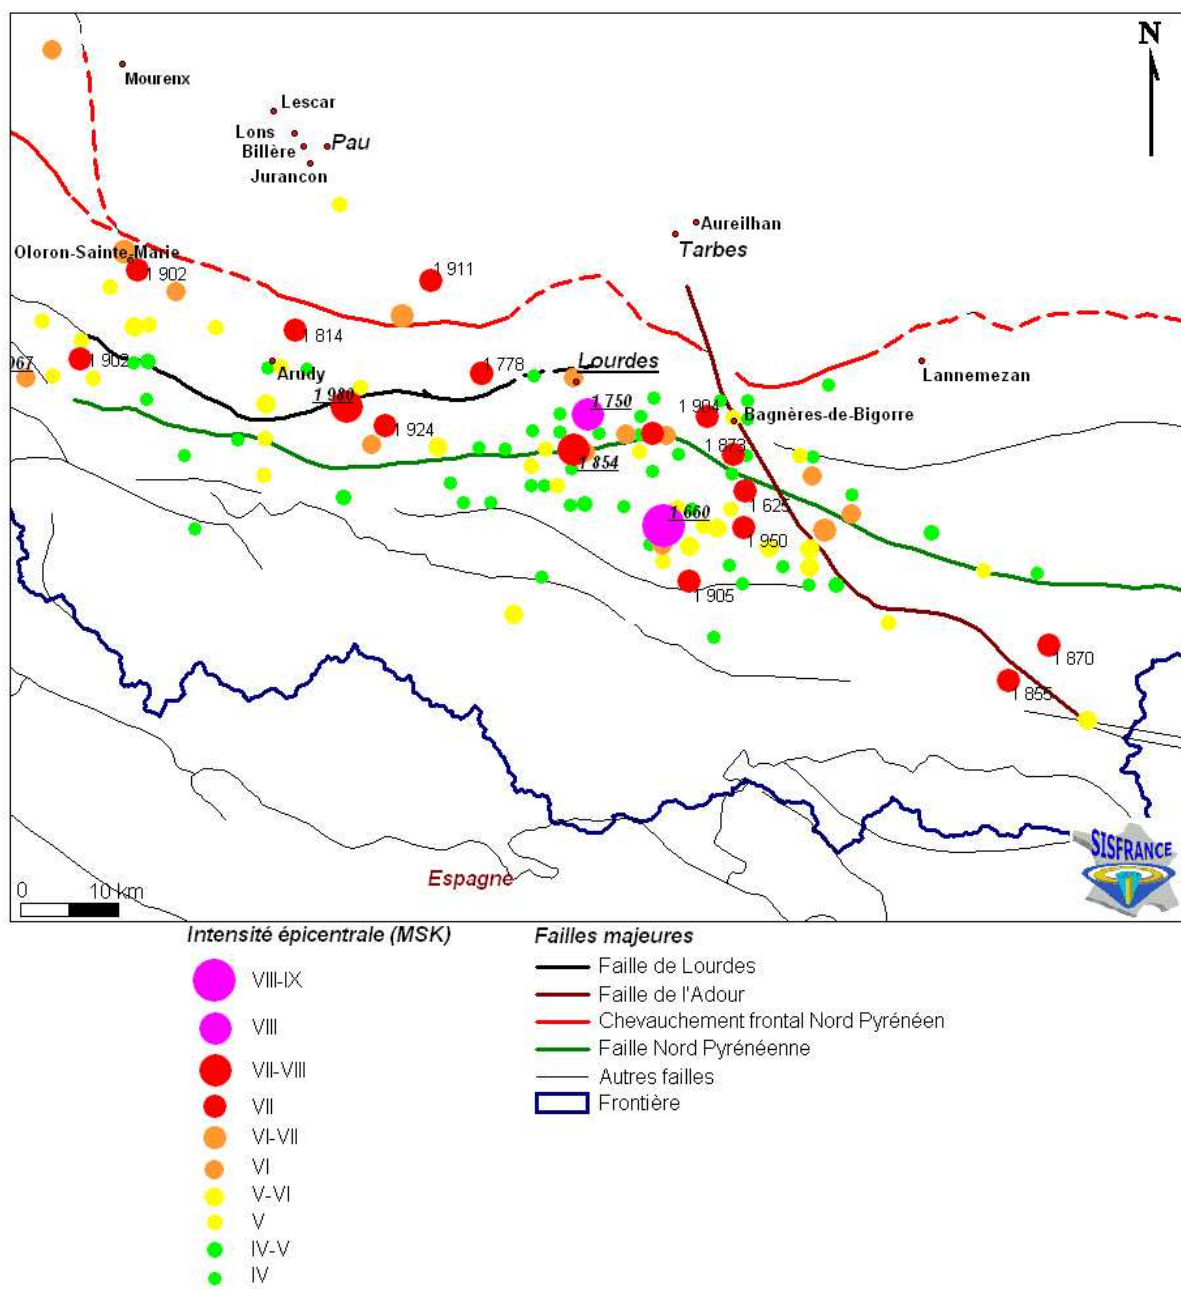 N
Mourenx
Lescar
Lons
Billère
Pau
Jurancon
Aureilhan
Tarbes
Oloron-Sainte-Marie
1 902
1 911
1 814
1 902
967
Arudy
1 778
Lourdes
Lannemezan
1 980
1 750
1 924
1 904
Bagnères-de-Bigorre
1 873
1 854
1 625
1 660
1 950
1 905
1 870
1 855
Espagne
0 10 km
SISFRANCE
Intensité épicentrale (MSK)
VIII-IX
VIII
VII-VIII
VII
VI-VII
VI
V-VI
V
IV-V
IV
Failles majeures
Faille de Lourdes
Faille de l'Adour
Chevauchement frontal Nord Pyrénéen
Faille Nord Pyrénéenne
Autres failles
Frontière